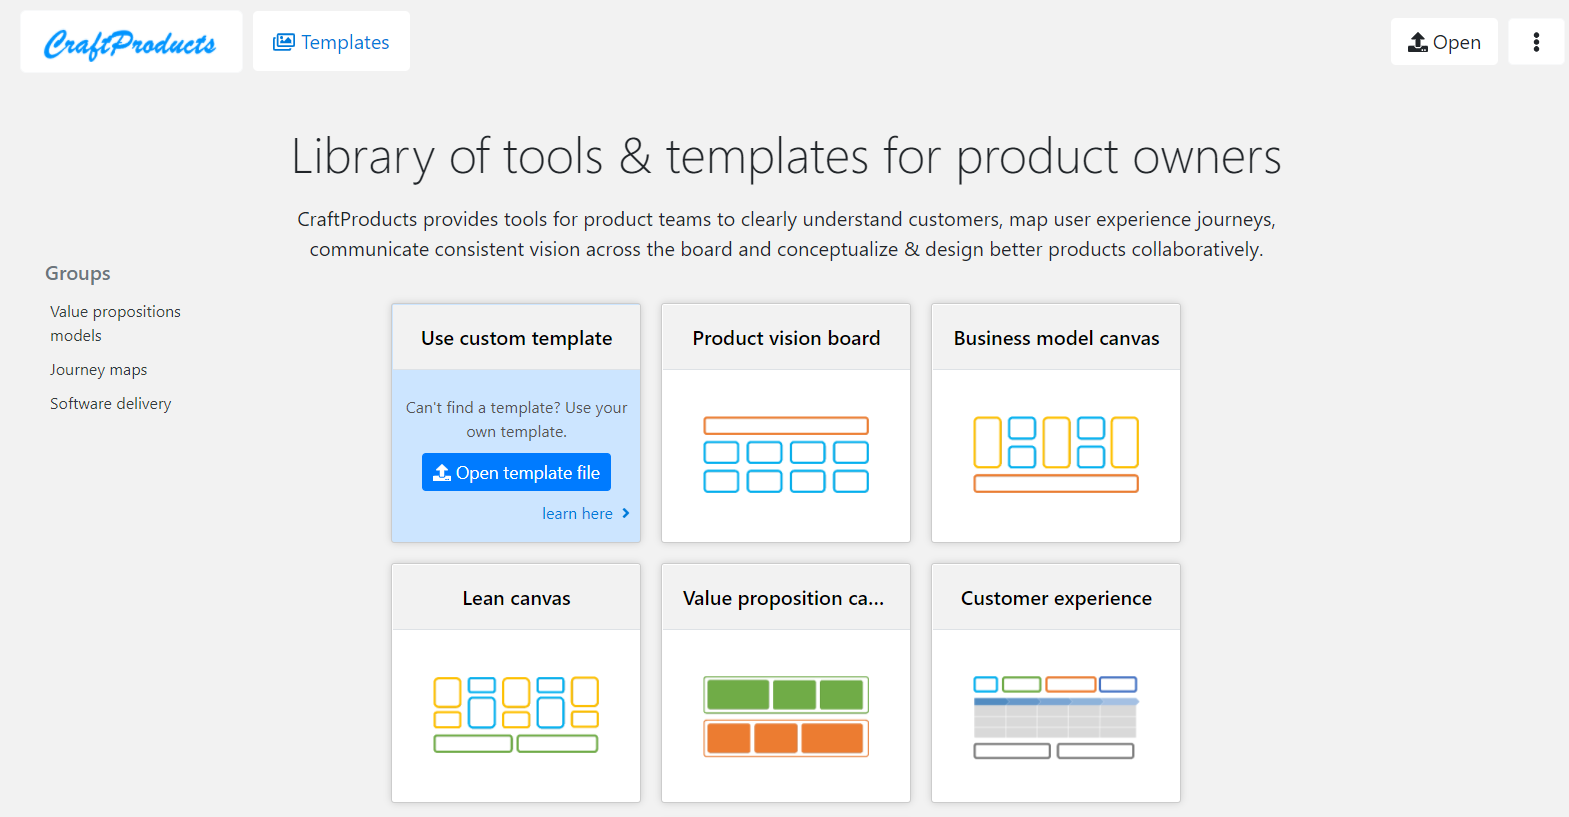 CraftProducts
Templates
Open
Library of tools & templates for product owners
CraftProducts provides tools for product teams to clearly understand customers, map user experience journeys,
communicate consistent vision across the board and conceptualize & design better products collaboratively.
Groups
Value propositions
models
Journey maps
Software delivery
Use custom template
Can't find a template? Use your
own template.
Open template file
learn here
Product vision board
Business model canvas
Lean canvas
Value proposition ca...
Customer experience